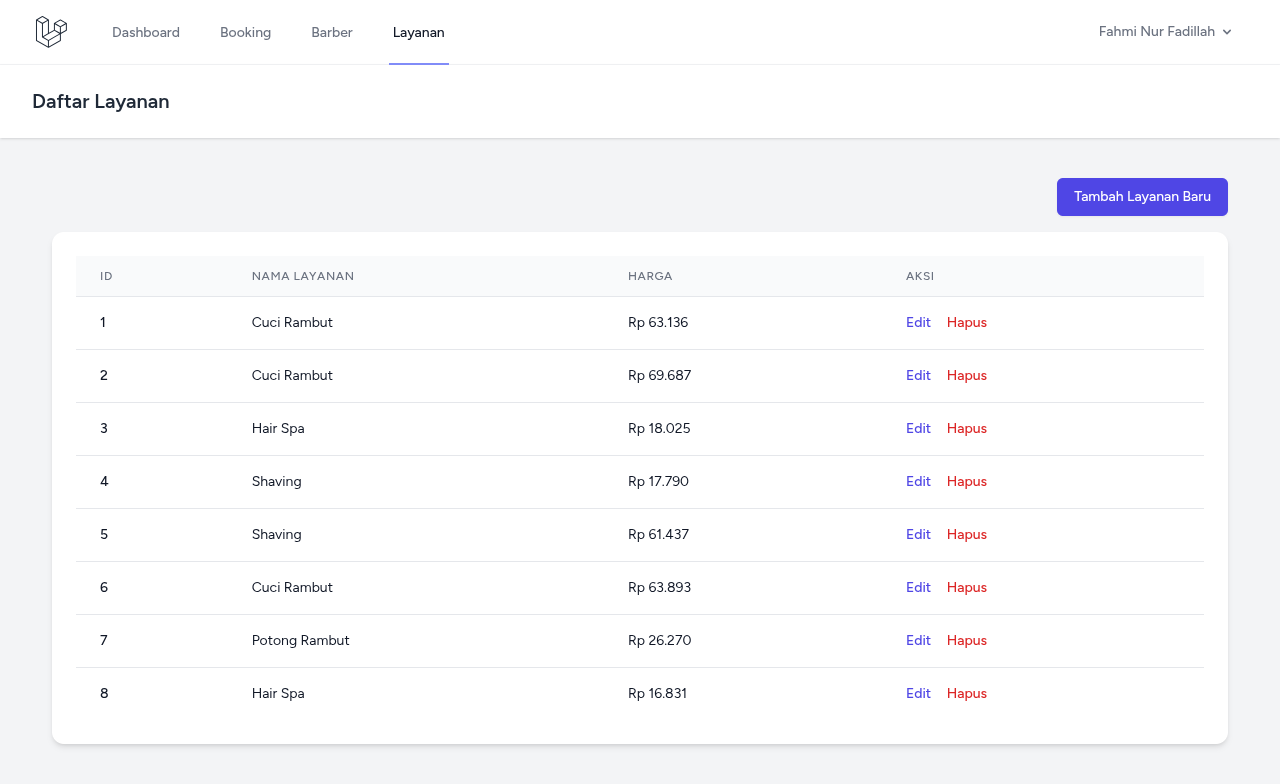 Dashboard Booking Barber Layanan Fahmi Nur Fadillah
Daftar Layanan
Tambah Layanan Baru
ID NAMA LAYANAN HARGA AKSI
1 Cuci Rambut Rp 63.136 Edit Hapus
2 Cuci Rambut Rp 69.687 Edit Hapus
3 Hair Spa Rp 18.025 Edit Hapus
4 Shaving Rp 17.790 Edit Hapus
5 Shaving Rp 61.437 Edit Hapus
6 Cuci Rambut Rp 63.893 Edit Hapus
7 Potong Rambut Rp 26.270 Edit Hapus
8 Hair Spa Rp 16.831 Edit Hapus